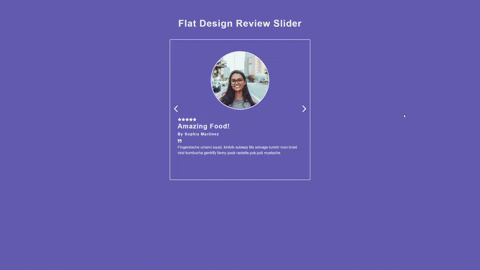 Flat Design Review Slider
Amazing Food!
By Sophia Martinez
Fingerstache umami squid, kinfolk subway tile selvage tumblr man braid
viral kombucha gentrify fanny pack raclette pok pok mustache.